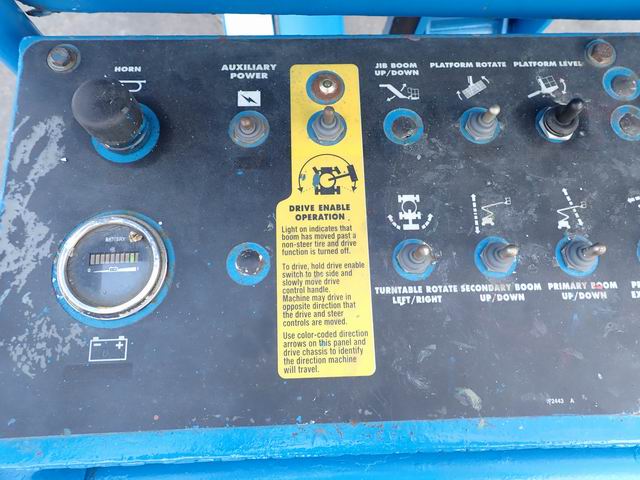 HORN
AUXILIARY
POWER
JIB BOOM
UP/DOWN
PLATFORM ROTATE
PLATFORM LEVEL
DRIVE ENABLE
OPERATION
Light on indicates that
boom has moved past a
non-steer tire and drive
function is turned off.
To drive, hold drive enable
switch to the side and
slowly move drive
control handle.
Machine may drive in
opposite direction that
the drive and steer
controls are moved.
Use color-coded direction
arrows on this panel and
drive chassis to identify
the direction machine
will travel.
BATTERY
TURNTABLE ROTATE
LEFT/RIGHT
SECONDARY BOOM
UP/DOWN
PRIMARY BOOM
UP/DOWN